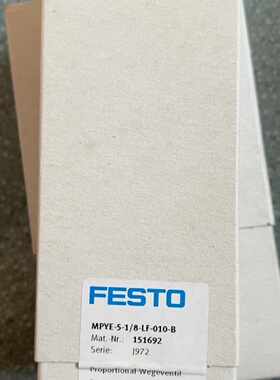 FESTO
MPYE-5-1/8-LF-010-B
Mat.-Nr.: 151692
Serie: J972
Proportional-Wegeventil